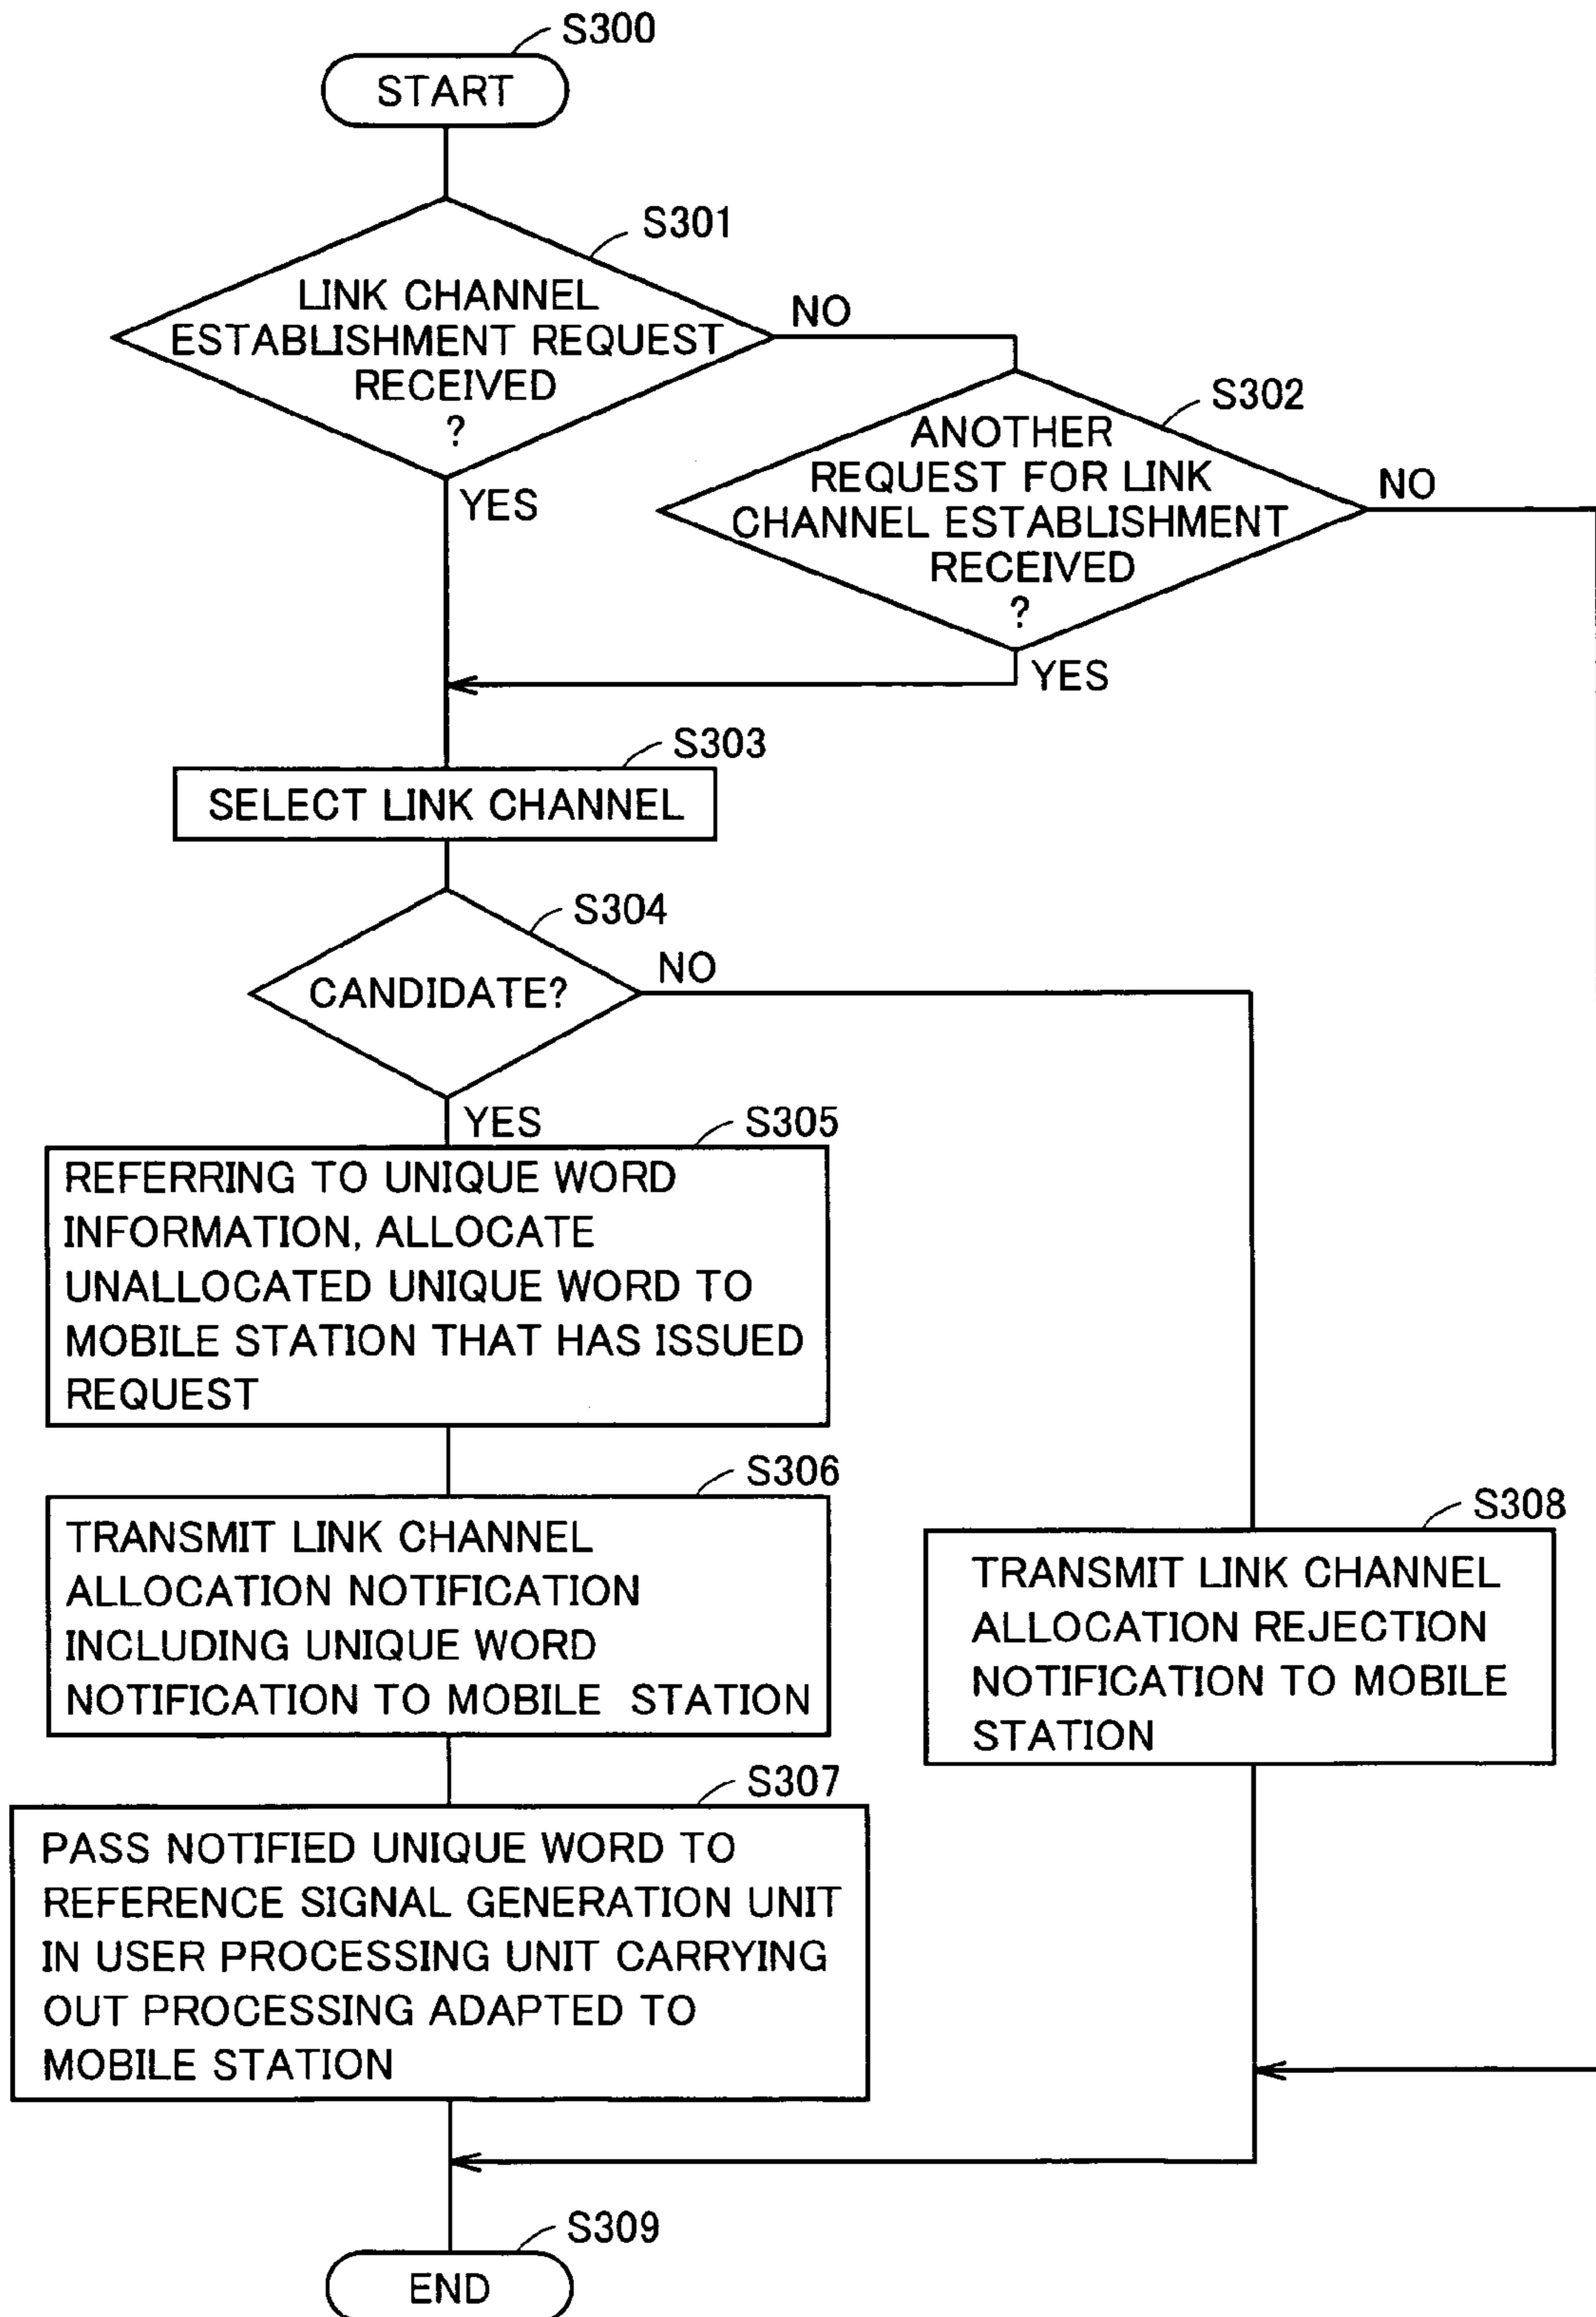 S300
START
S301
LINK CHANNEL
ESTABLISHMENT REQUEST
RECEIVED
?
NO
YES
S302
ANOTHER
REQUEST FOR LINK
CHANNEL ESTABLISHMENT
RECEIVED
?
NO
YES
S303
SELECT LINK CHANNEL
S304
CANDIDATE?
NO
YES
S305
REFERRING TO UNIQUE WORD
INFORMATION, ALLOCATE
UNALLOCATED UNIQUE WORD TO
MOBILE STATION THAT HAS ISSUED
REQUEST
S306
TRANSMIT LINK CHANNEL
ALLOCATION NOTIFICATION
INCLUDING UNIQUE WORD
NOTIFICATION TO MOBILE STATION
S308
TRANSMIT LINK CHANNEL
ALLOCATION REJECTION
NOTIFICATION TO MOBILE
STATION
S307
PASS NOTIFIED UNIQUE WORD TO
REFERENCE SIGNAL GENERATION UNIT
IN USER PROCESSING UNIT CARRYING
OUT PROCESSING ADAPTED TO
MOBILE STATION
S309
END